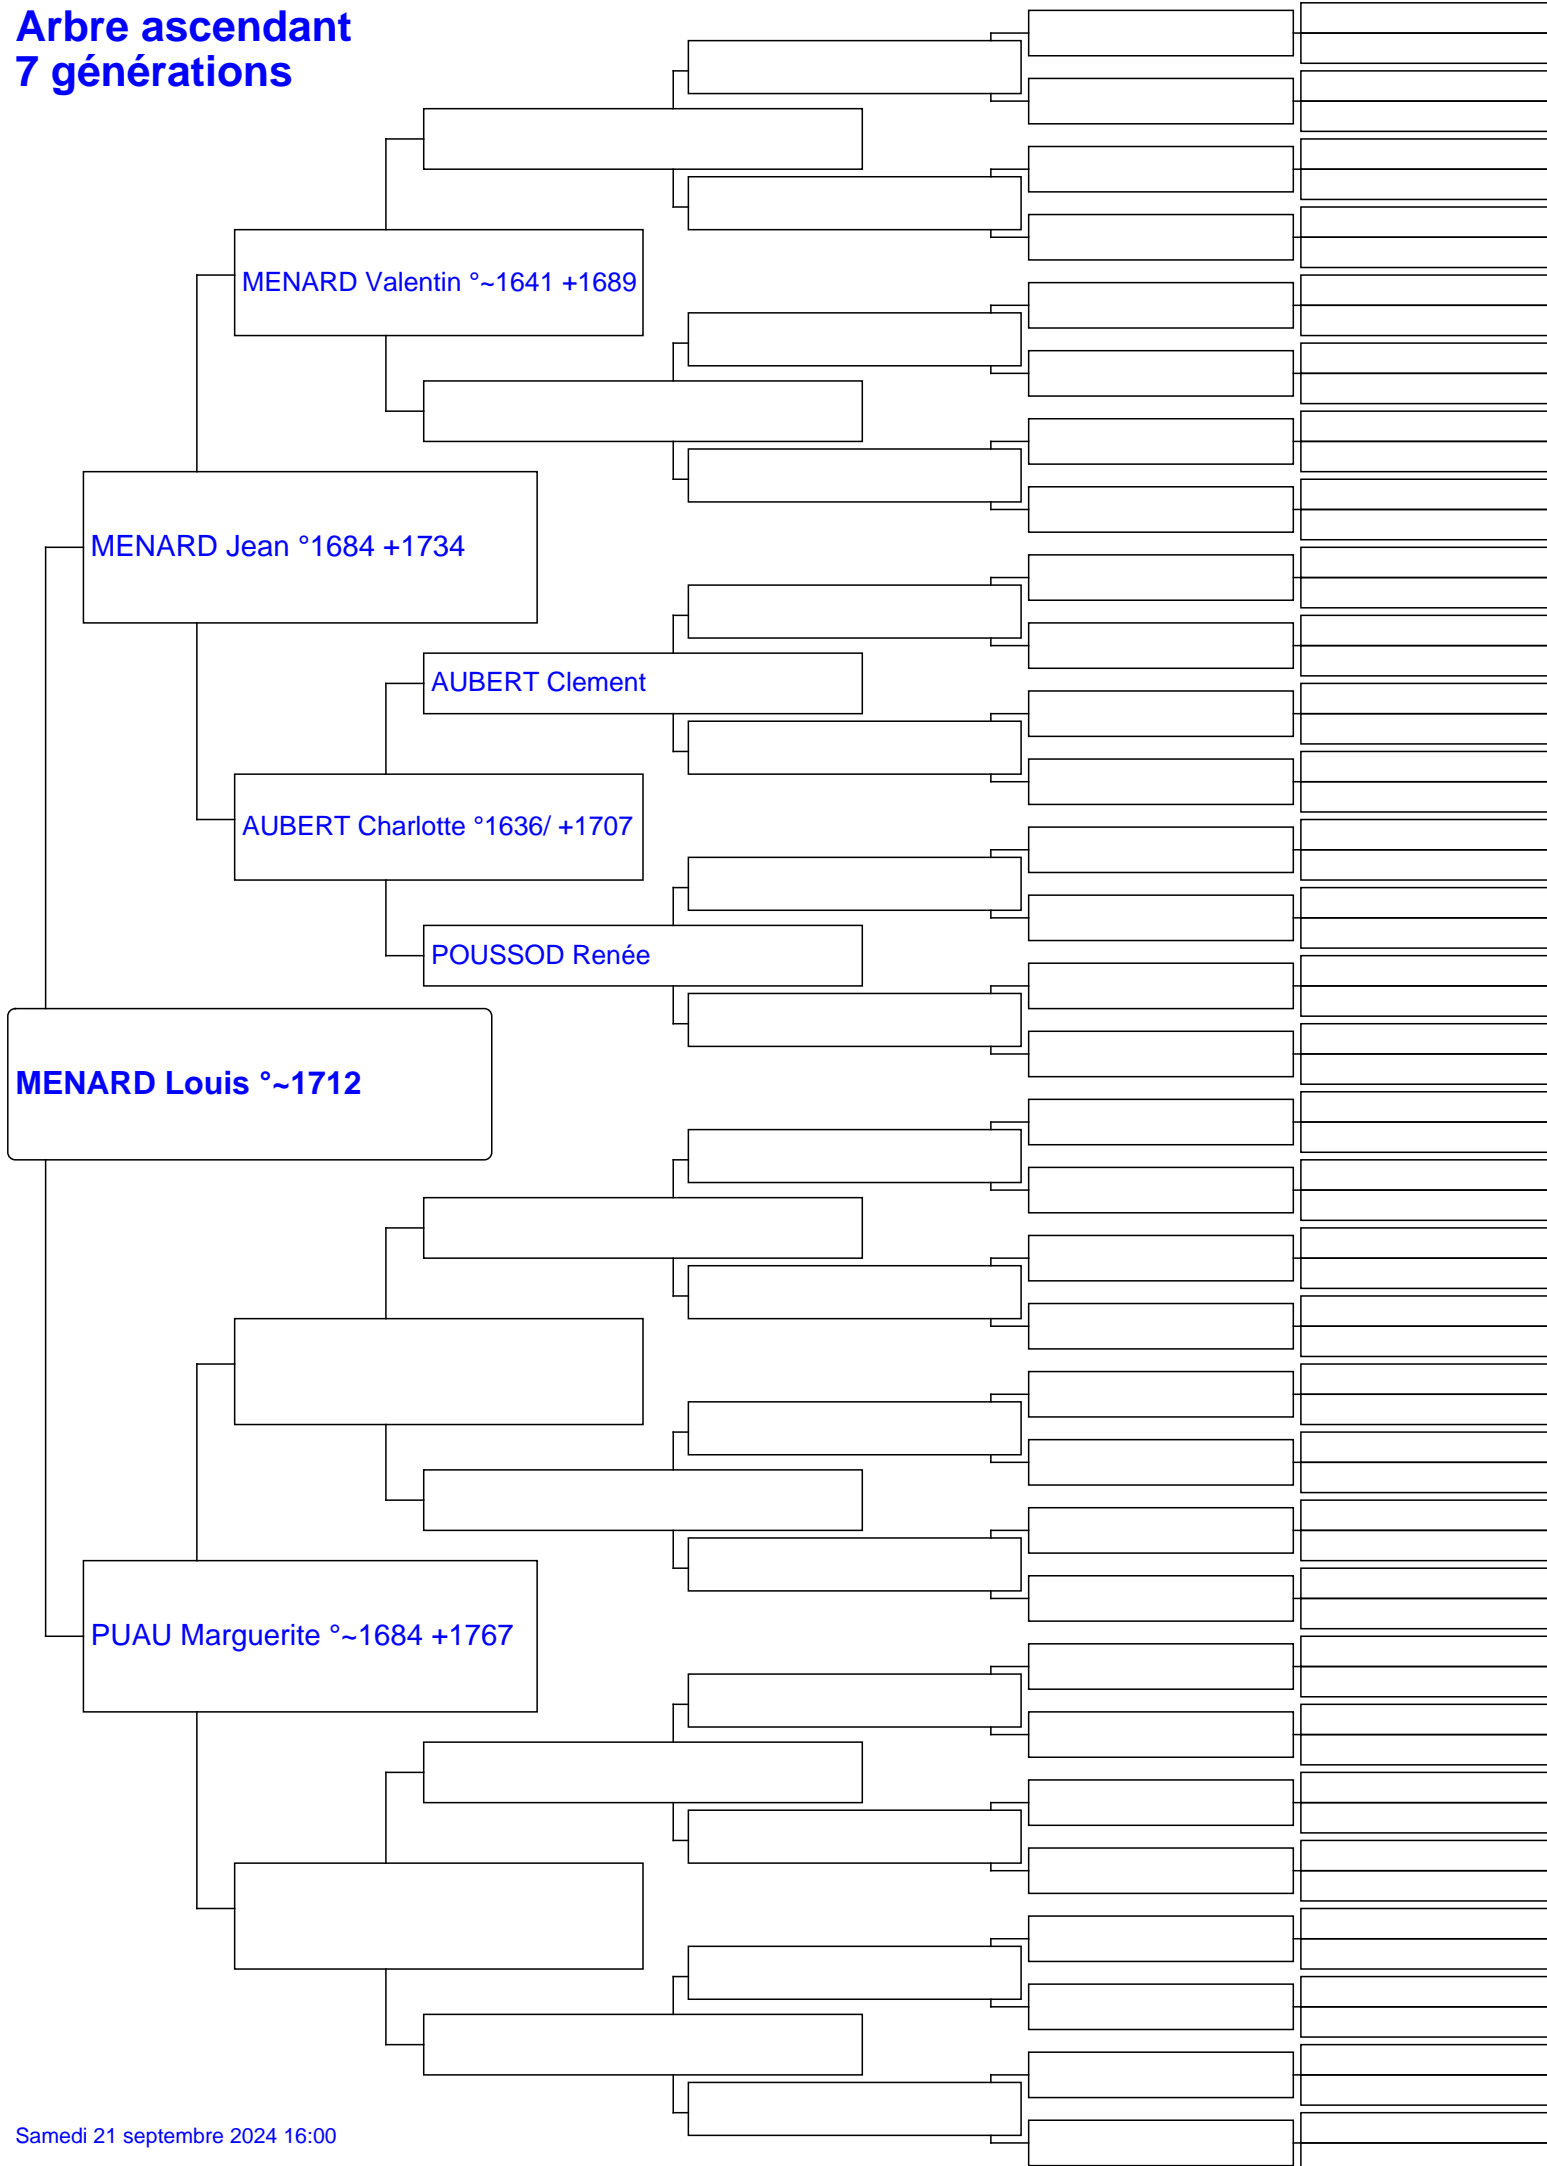 Arbre ascendant
7 générations
MENARD Valentin °~1641 +1689
MENARD Jean °1684 +1734
AUBERT Clement
AUBERT Charlotte °1636/ +1707
POUSSOD Renée
MENARD Louis °~1712
PUAU Marguerite °~1684 +1767
Samedi 21 septembre 2024 16:00